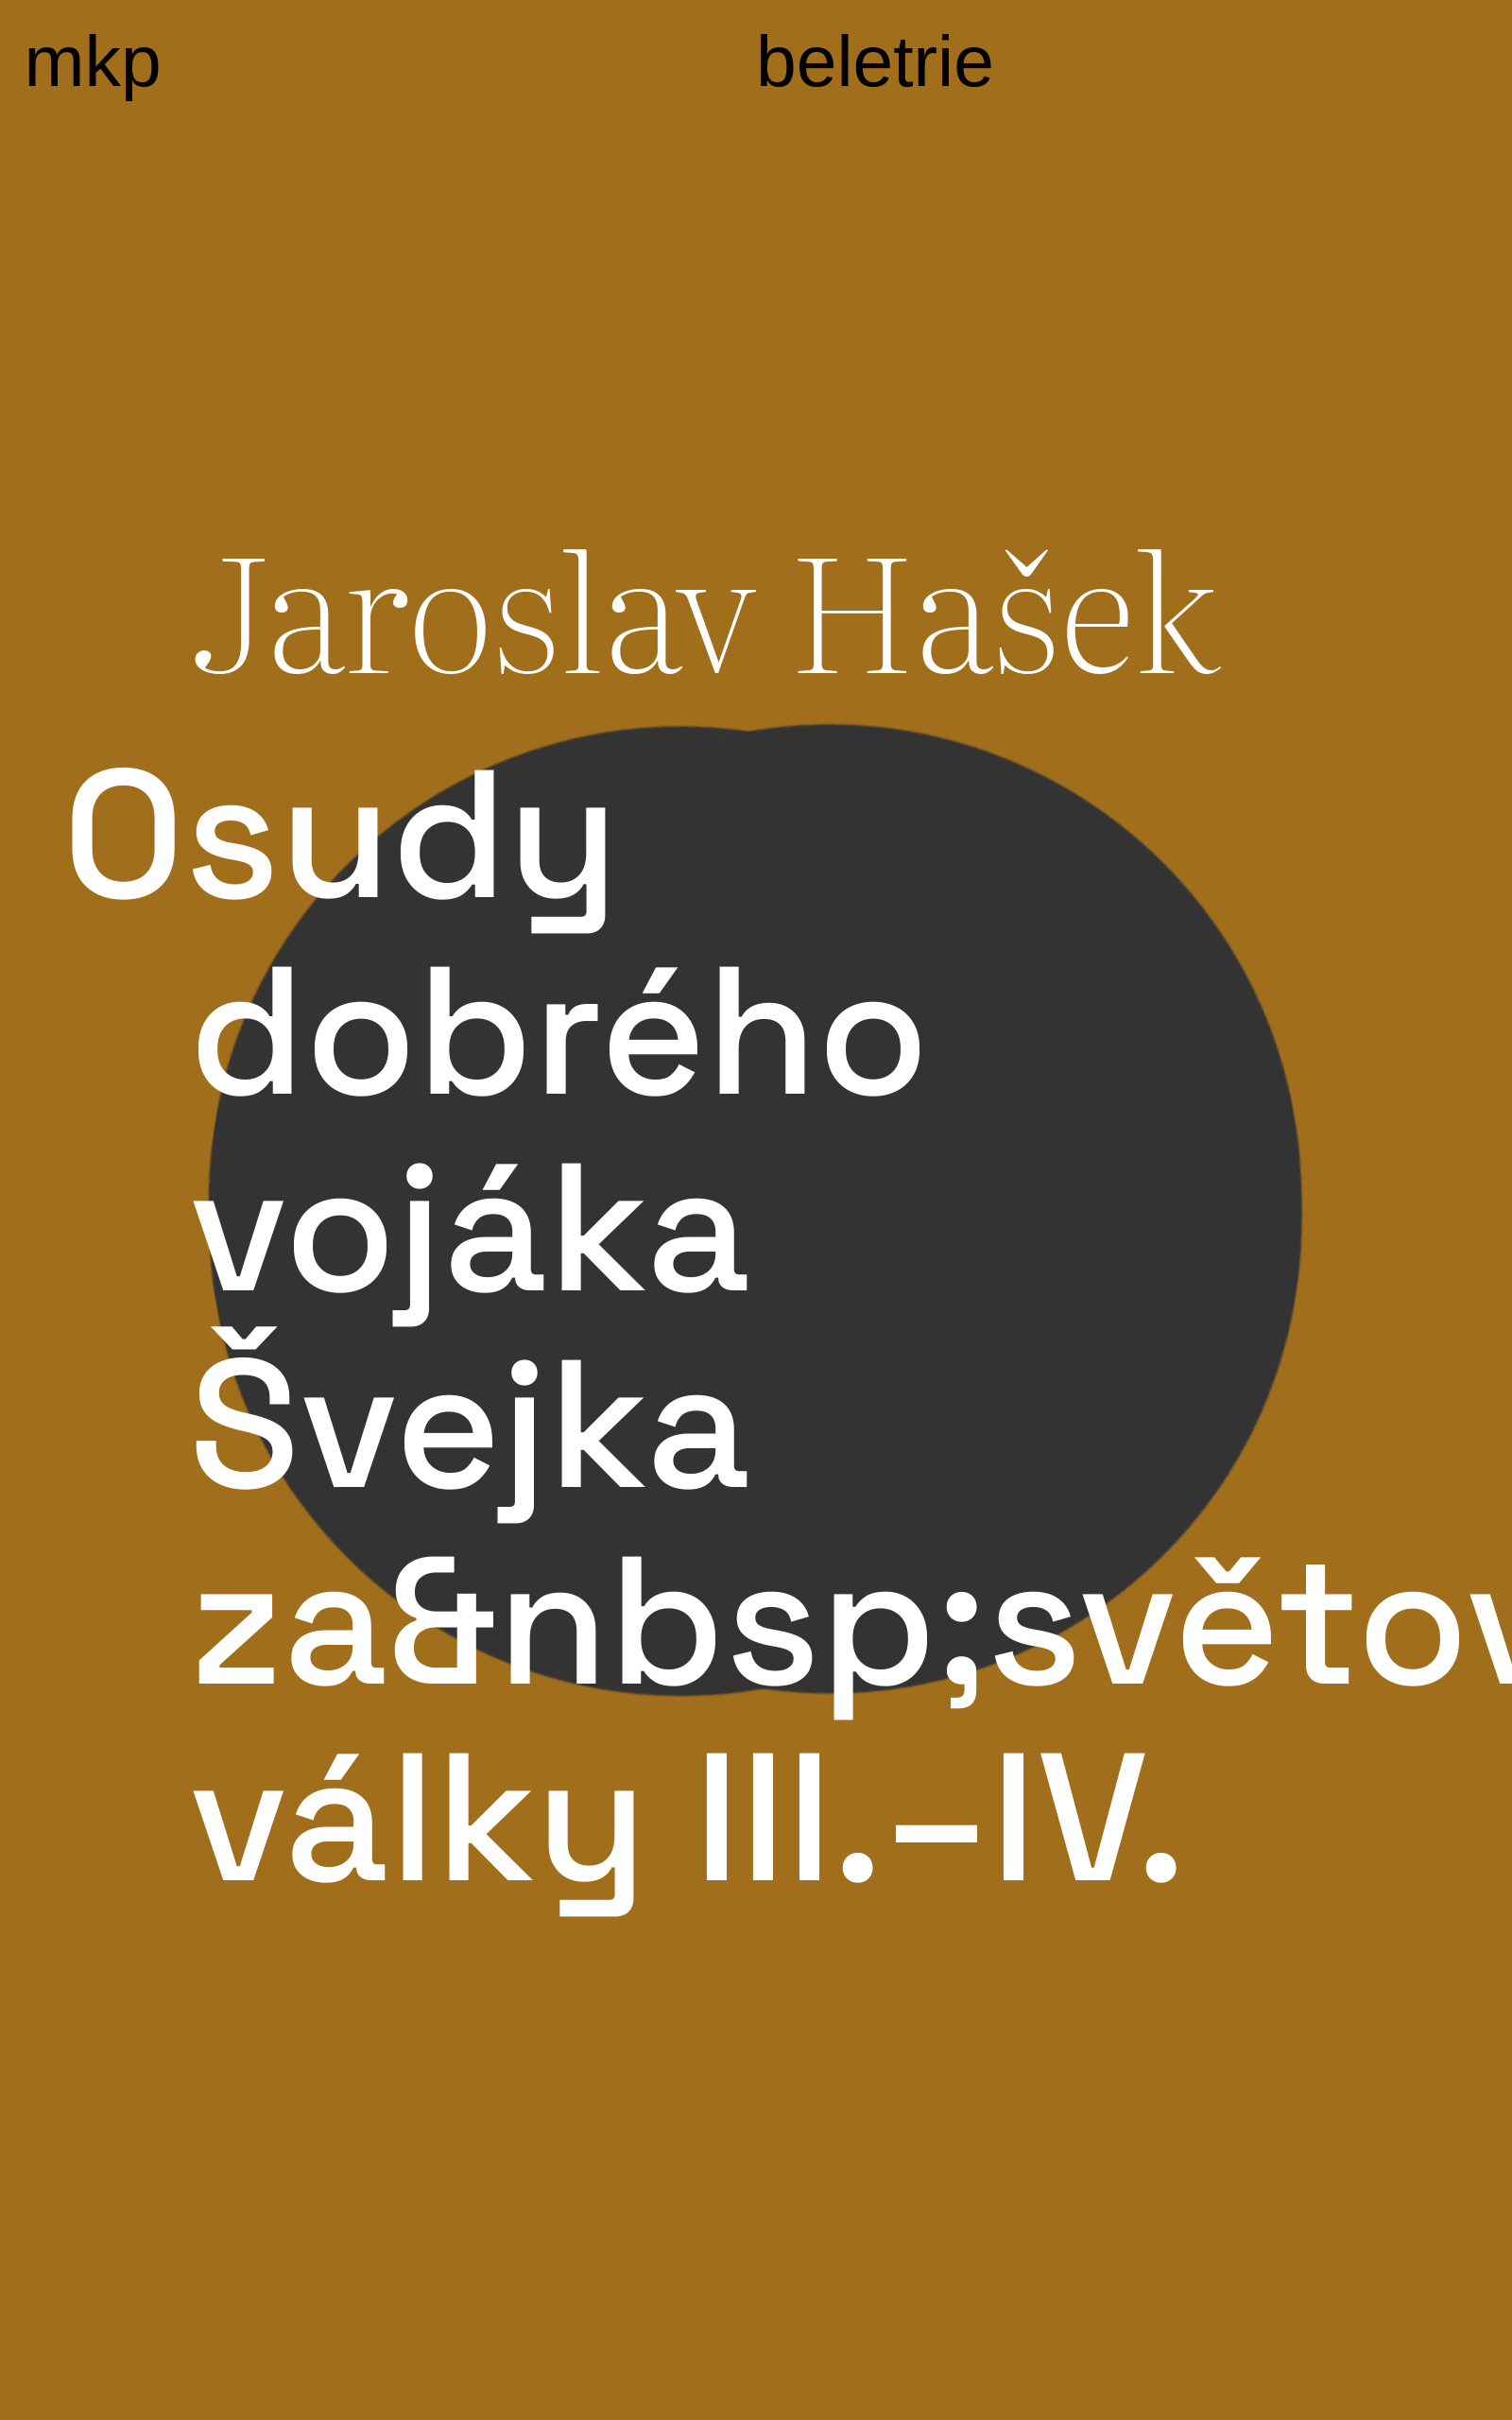 mkp beletrie
Jaroslav Hašek
Osudy
dobrého
vojáka
Švejka
za&nbsp;světov
války III.–IV.